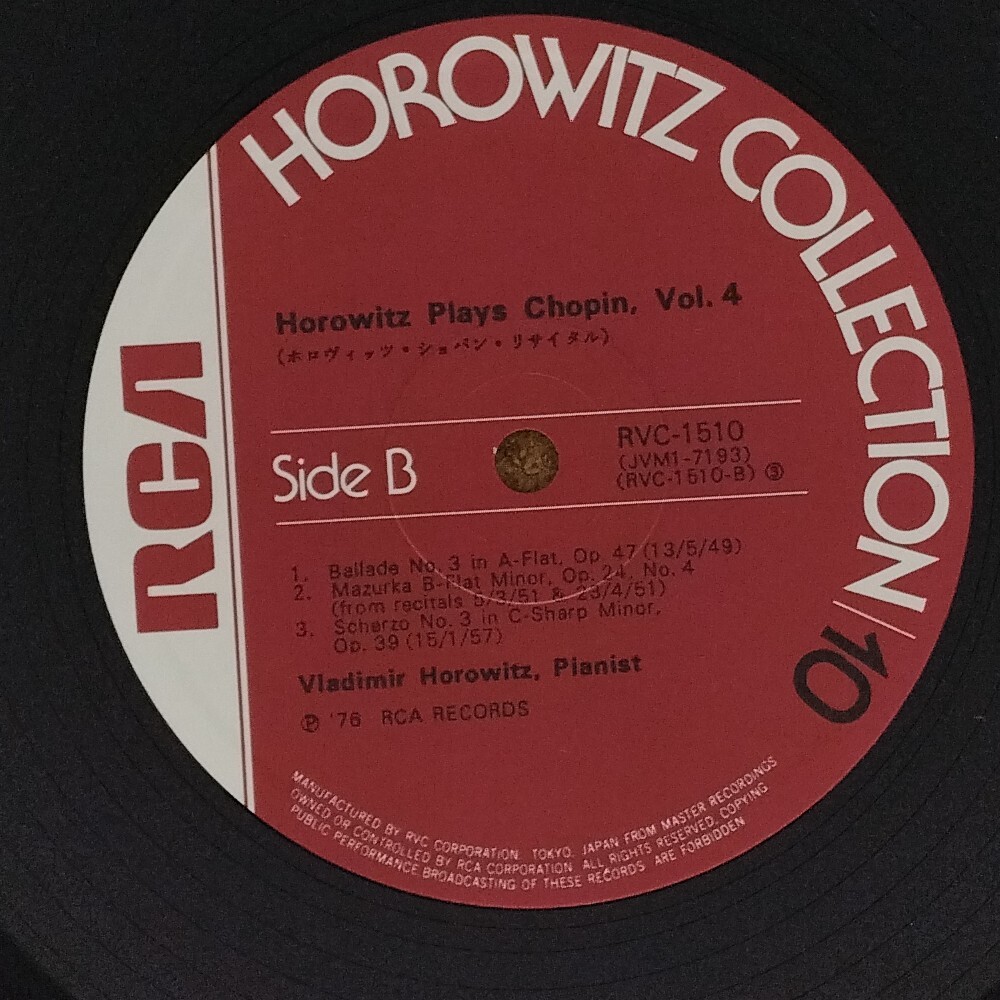 HOROWITZ COLLECTION/10
Horowitz Plays Chopin, Vol. 4
(ホロヴィッツ・ショパン・リサイタル)
RCA
Side B
RVC-1510
(JVM1-7193)
(RVC-1510-B) Ⓢ
1. Ballade No. 3 in A-Flat, Op. 47 (13/5/49)
2. Mazurka B-Flat Minor, Op. 24, No. 4
(from recitals 5/3/51 & 23/4/51)
3. Scherzo No. 3 in C-Sharp Minor,
Op. 39 (15/1/57)
Vladimir Horowitz, Pianist
Ⓟ '76 RCA RECORDS
MANUFACTURED BY RVC CORPORATION. TOKYO. JAPAN FROM MASTER RECORDINGS
OWNED OR CONTROLLED BY RCA CORPORATION ALL RIGHTS RESERVED. COPYING
PUBLIC PERFORMANCE BROADCASTING OF THESE RECORDS ARE FORBIDDEN